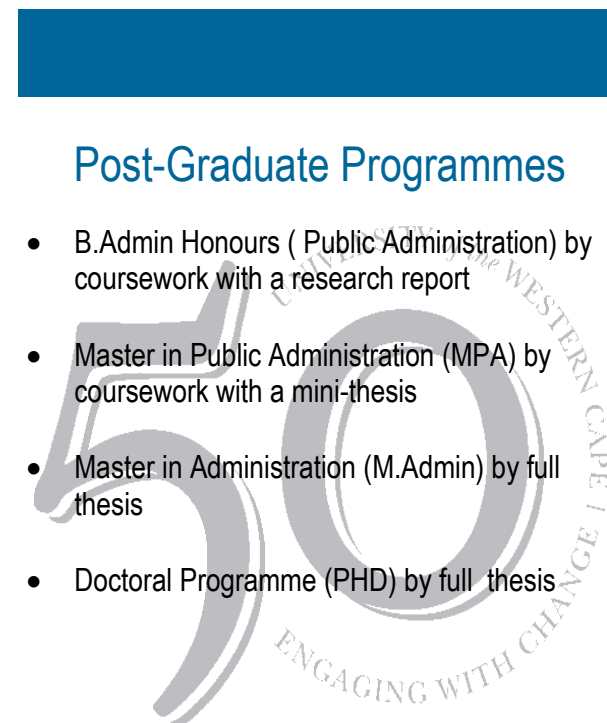 Post-Graduate Programmes
• B.Admin Honours ( Public Administration) by
coursework with a research report
• Master in Public Administration (MPA) by
coursework with a mini-thesis
• Master in Administration (M.Admin) by full
thesis
• Doctoral Programme (PHD) by full  thesis
50
UNIVERSITY of the WESTERN CAPE | ENGAGING WITH CHANGE